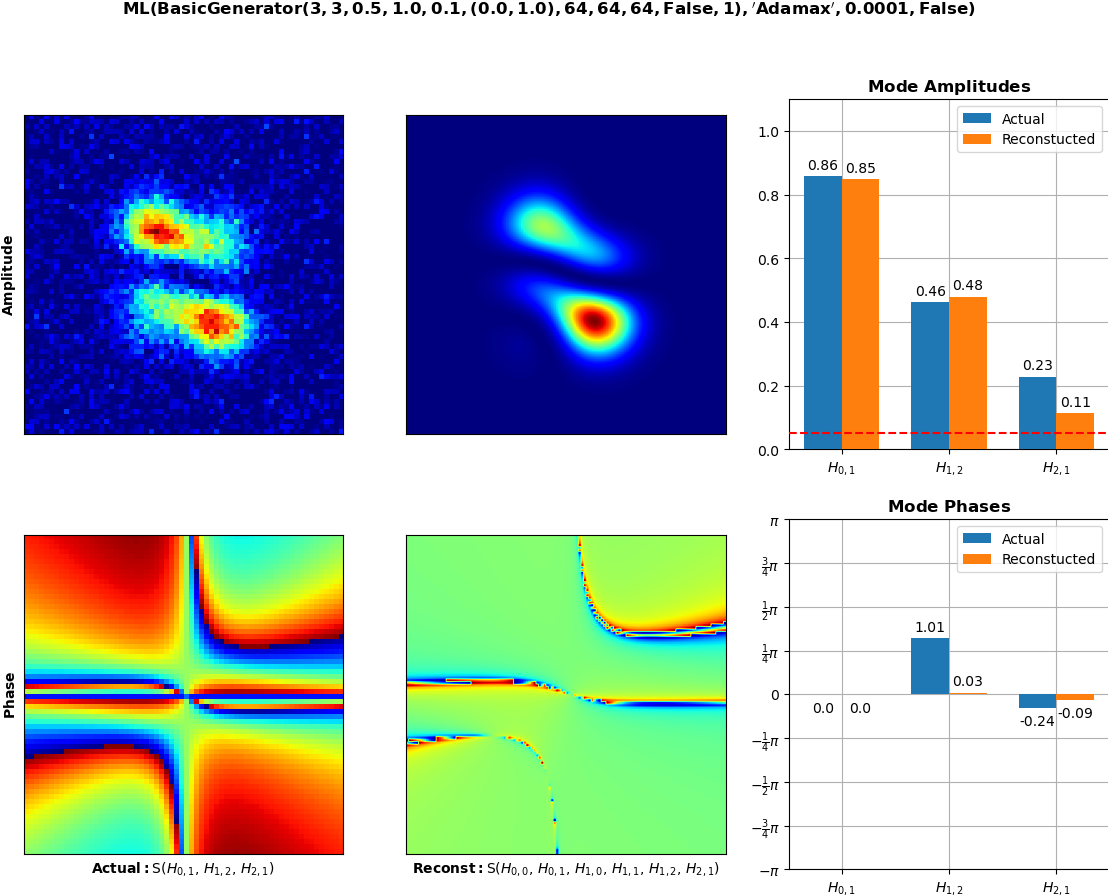 ML(BasicGenerator(3, 3, 0.5, 1.0, 0.1, (0.0, 1.0), 64, 64, 64, False, 1), ′Adamax′, 0.0001, False)
Amplitude
Mode Amplitudes
Actual
Reconstucted
1.0
0.8
0.6
0.4
0.2
0.0
0.86
0.85
0.46
0.48
0.23
0.11
H0,1
H1,2
H2,1
Phase
Actual: S(H0,1, H1,2, H2,1)
Reconst: S(H0,0, H0,1, H1,0, H1,1, H1,2, H2,1)
Mode Phases
Actual
Reconstucted
π
3/4π
1/2π
1/4π
0
−1/4π
−1/2π
−3/4π
−π
0.0
0.0
1.01
0.03
-0.24
-0.09
H0,1
H1,2
H2,1